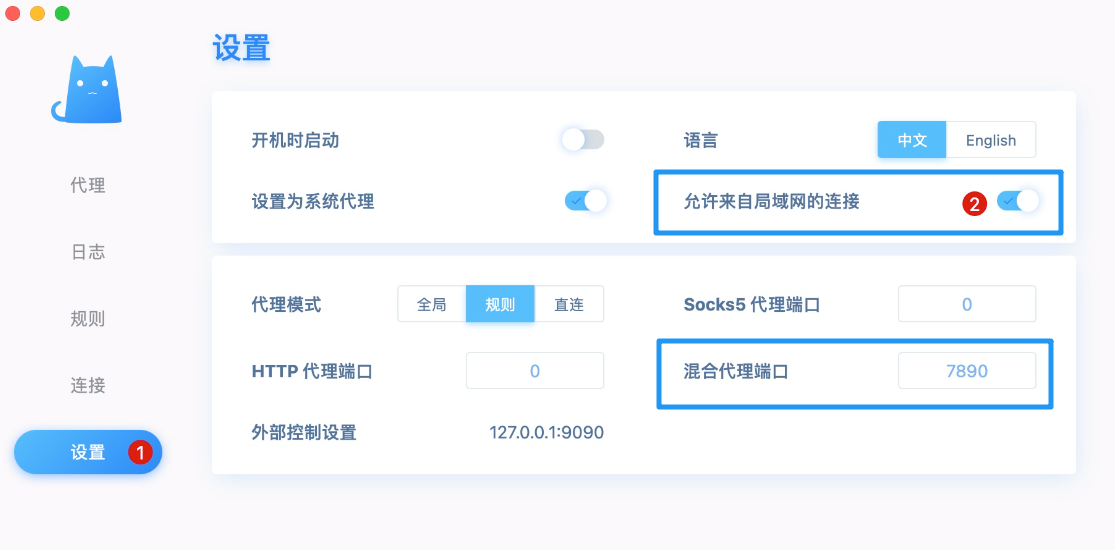 设置
代理
日志
规则
连接
设置 1
开机时启动
语言 中文 English
设置为系统代理
允许来自局域网的连接 2
代理模式 全局 规则 直连
Socks5 代理端口 0
HTTP 代理端口 0
混合代理端口 7890
外部控制设置 127.0.0.1:9090